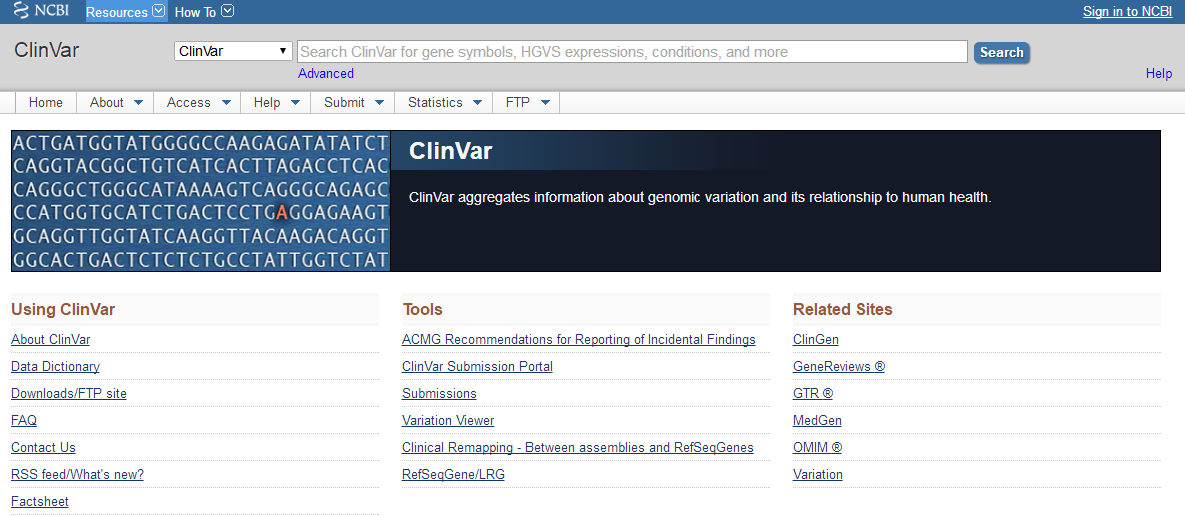 NCBI Resources How To Sign in to NCBI
ClinVar ClinVar Search ClinVar for gene symbols, HGVS expressions, conditions, and more Search
Advanced Help
Home About Access Help Submit Statistics FTP
ACTGATGGTATGGGGCCAAGAGATATATCT
CAGGTACGGCTGTCATCACTTAGACCTCAC
CAGGGCTGGGCATAAAAGTCAGGGCAGAGC
CCATGGTGCATCTGACTCCTGAGGAGAAGT
GCAGGTTGGTATCAAGGTTACAAGACAGGT
GGCACTGACTCTCTCTGCCTATTGGTCTAT
ClinVar
ClinVar aggregates information about genomic variation and its relationship to human health.
Using ClinVar
About ClinVar
Data Dictionary
Downloads/FTP site
FAQ
Contact Us
RSS feed/What's new?
Factsheet
Tools
ACMG Recommendations for Reporting of Incidental Findings
ClinVar Submission Portal
Submissions
Variation Viewer
Clinical Remapping - Between assemblies and RefSeqGenes
RefSeqGene/LRG
Related Sites
ClinGen
GeneReviews ®
GTR ®
MedGen
OMIM ®
Variation